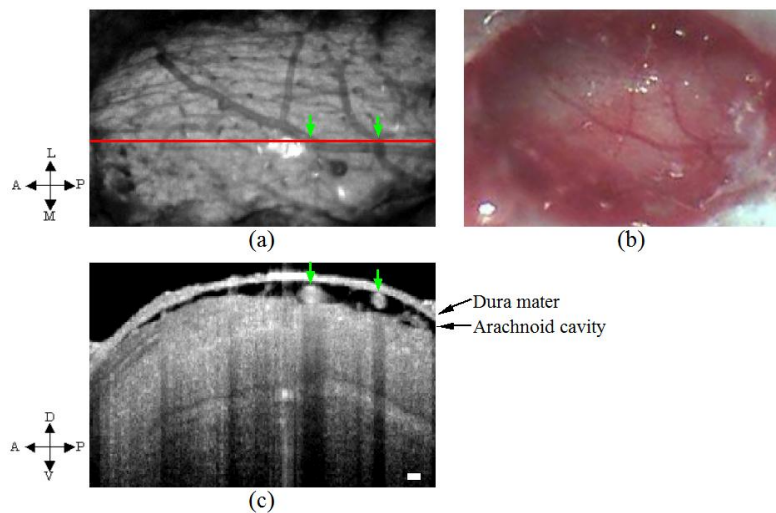 L
A P
M
(a)
(b)
Dura mater
Arachnoid cavity
D
A P
V
(c)